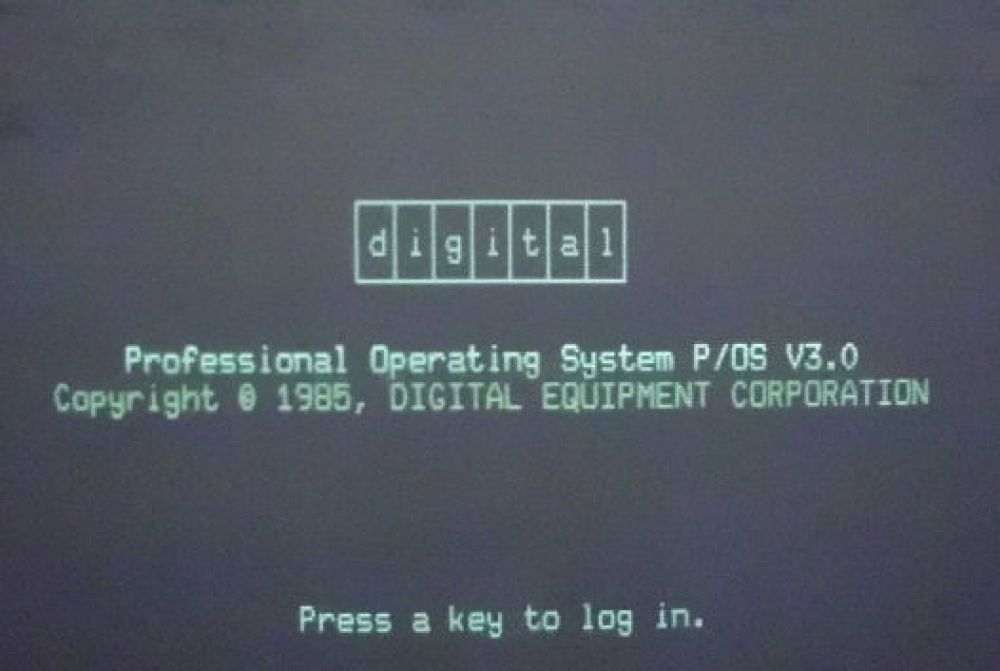 digital
Professional Operating System P/OS V3.0
Copyright © 1985, DIGITAL EQUIPMENT CORPORATION
Press a key to log in.